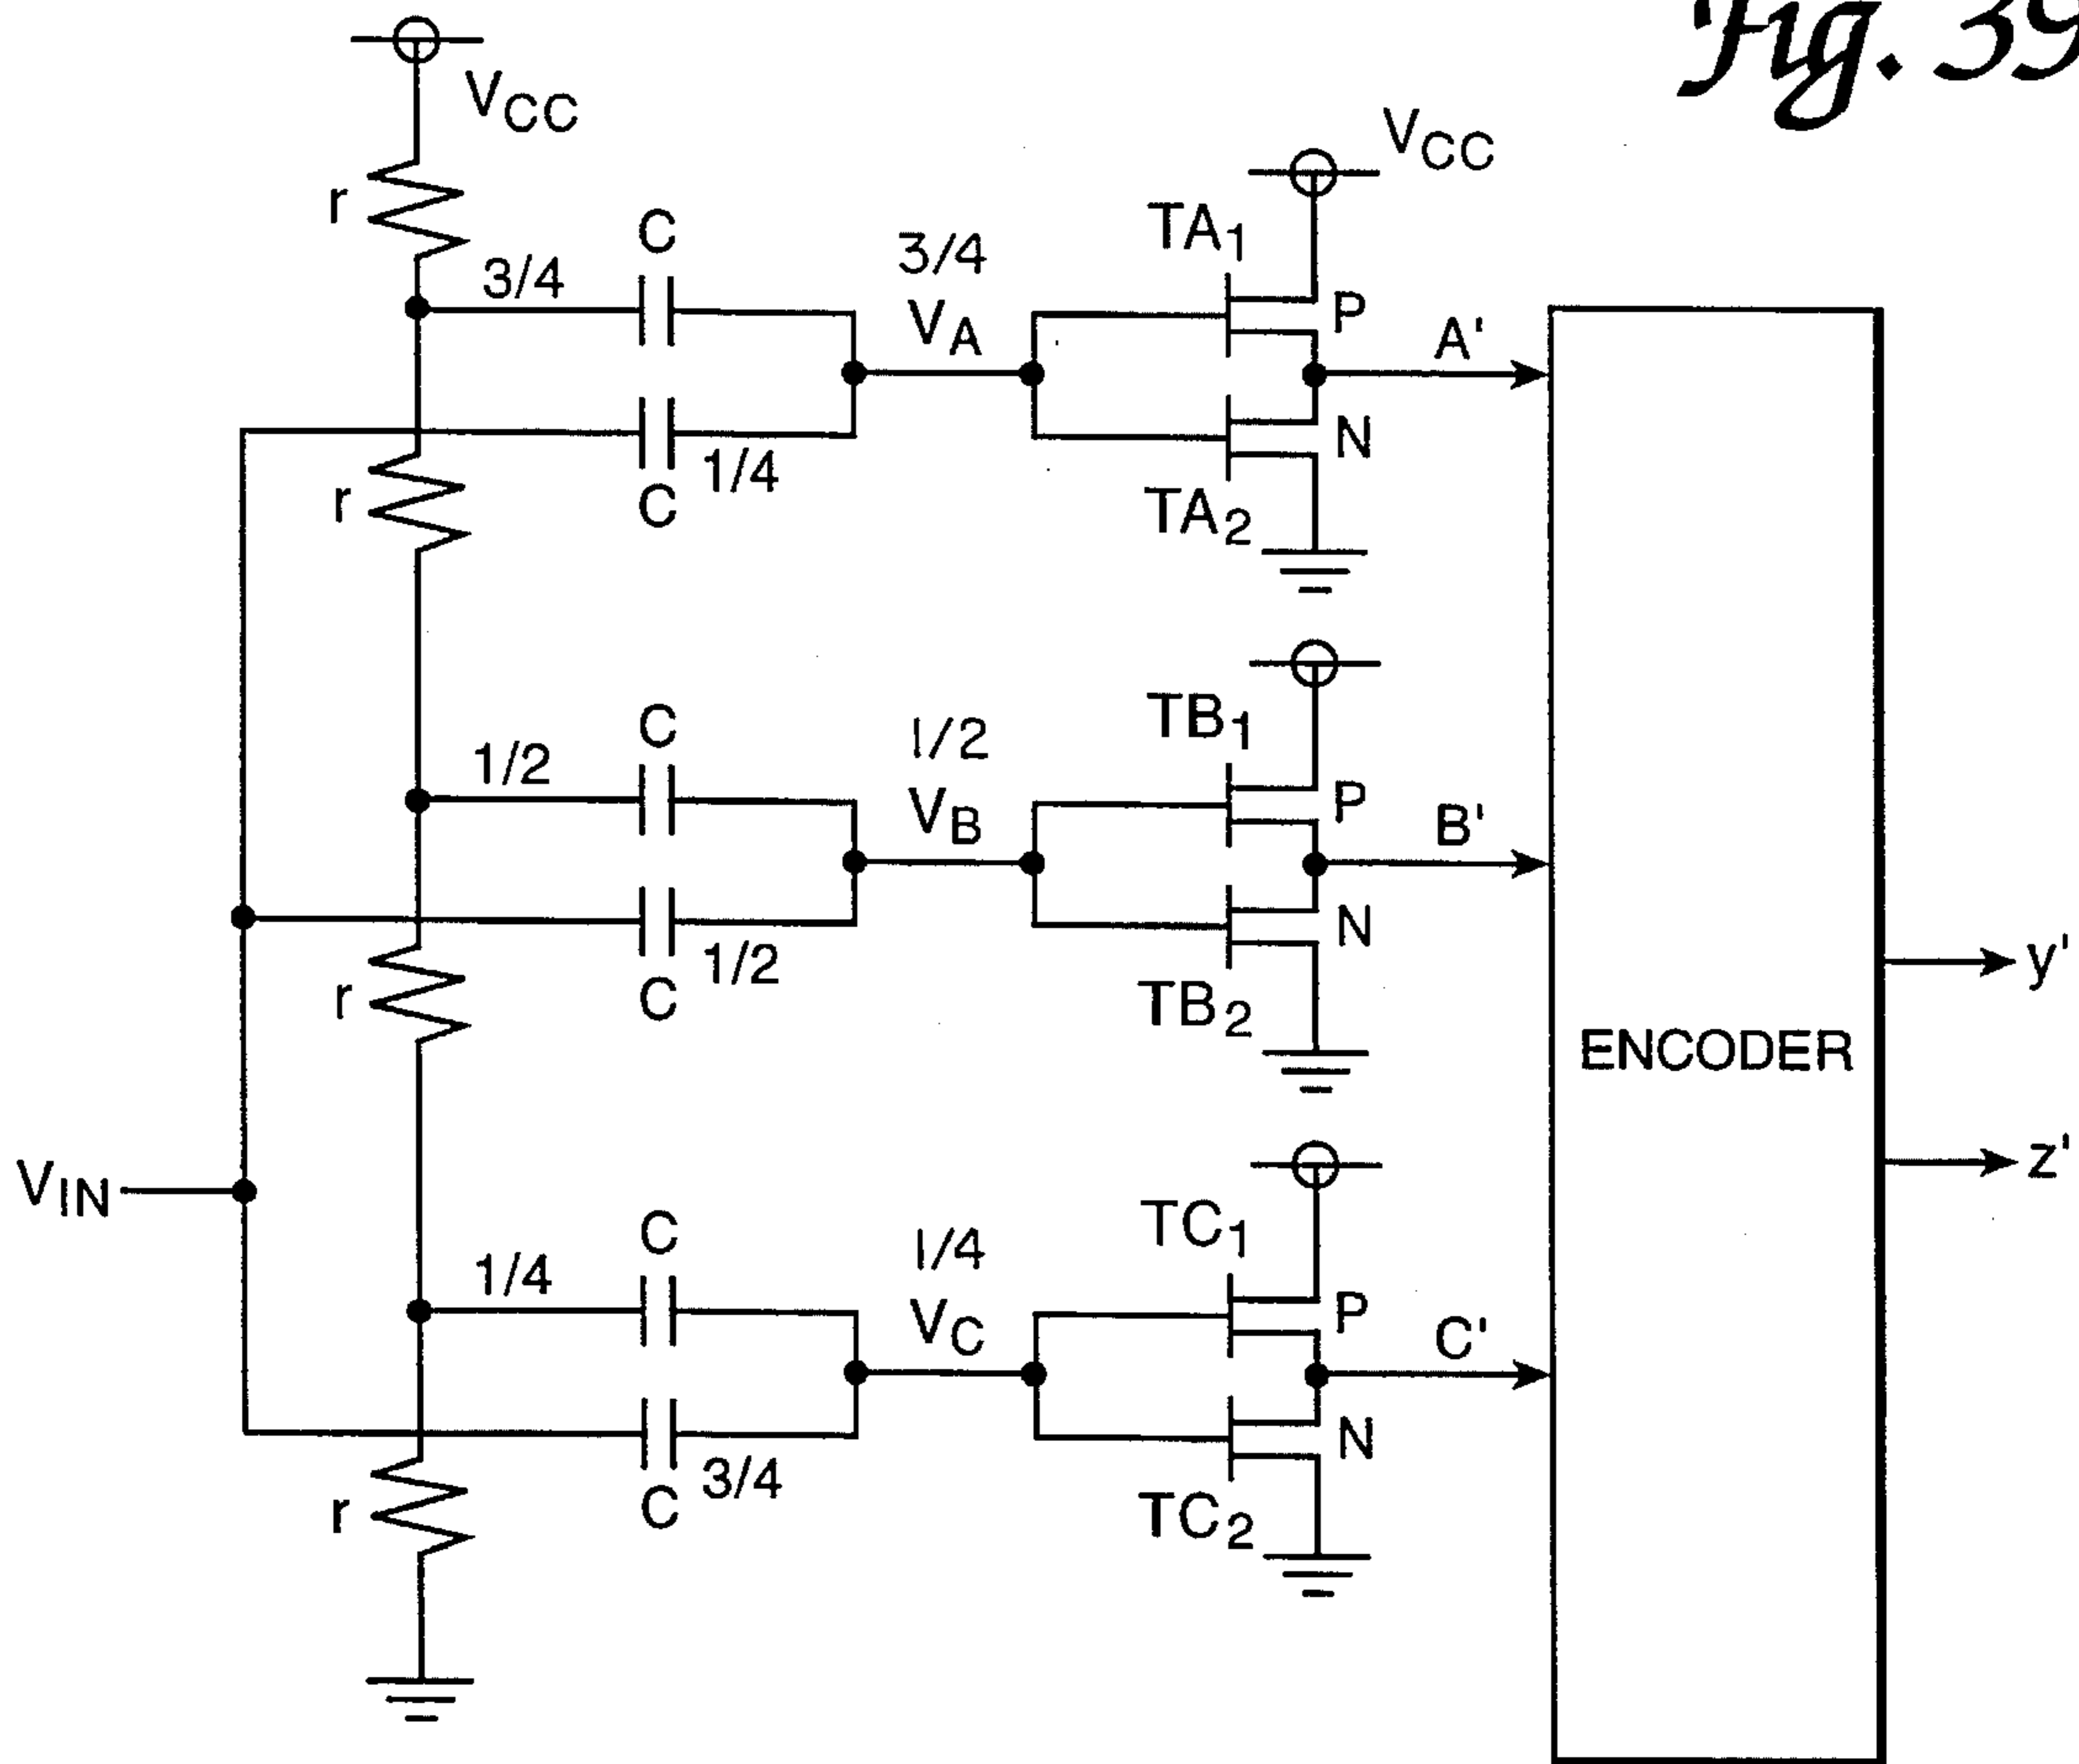 Fig. 39
VCC
VCC
r
C
3/4
3/4
VA
TA1
P
A'
r
C
1/4
N
TA2
C
1/2
1/2
VB
TB1
P
B'
r
C
1/2
N
TB2
ENCODER
y'
z'
VIN
C
1/4
1/4
VC
TC1
P
C'
r
C
3/4
N
TC2